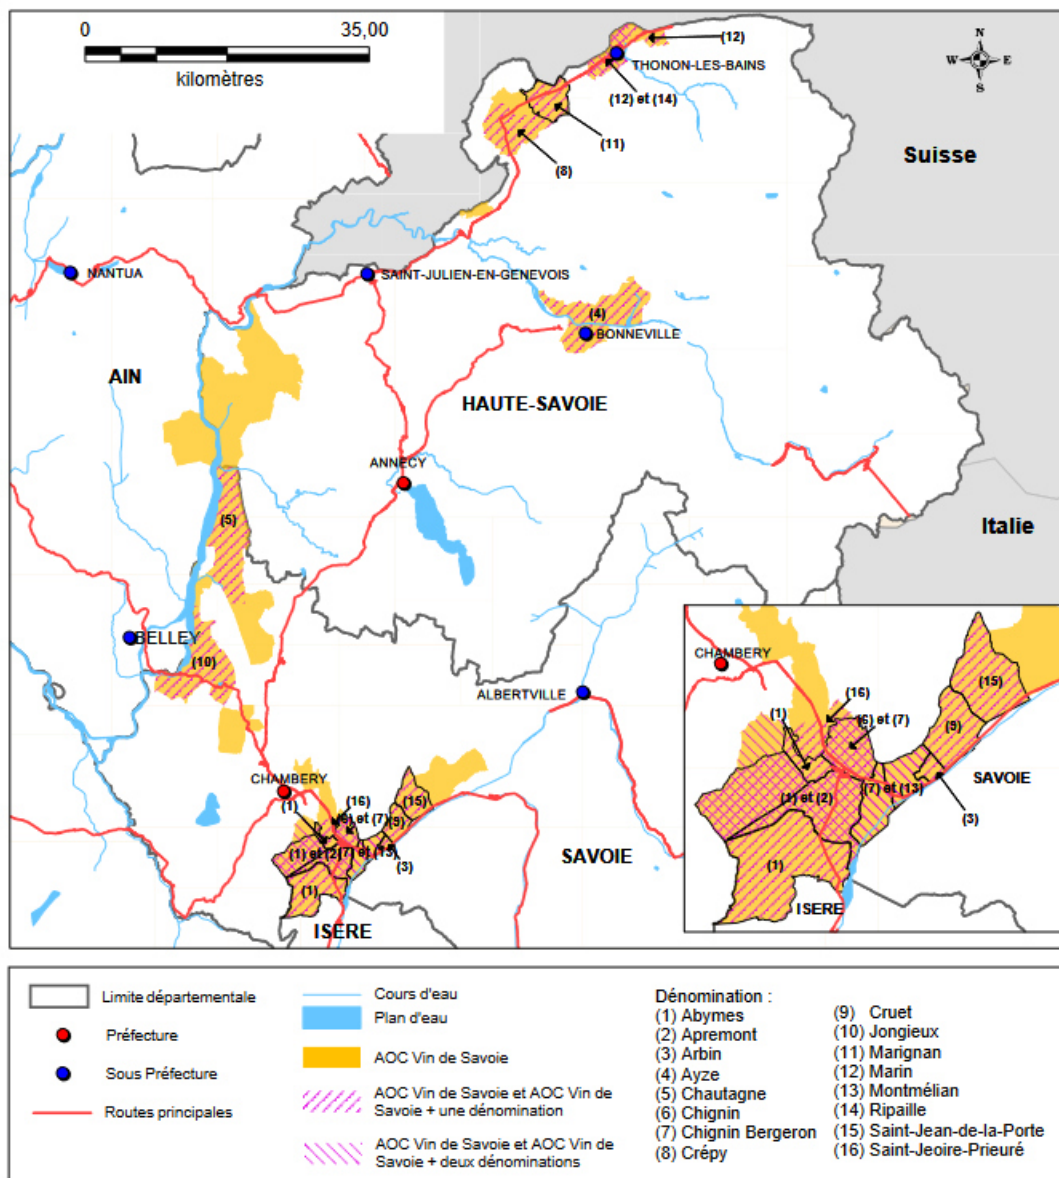 0 35,00
kilomètres
N
W E
S
(12)
THONON-LES-BAINS
(12) et (14)
(11)
(8)
Suisse
NANTUA
SAINT-JULIEN-EN-GENEVOIS
(4)
BONNEVILLE
AIN
HAUTE-SAVOIE
ANNECY
(5)
Italie
BELLEY
(10)
ALBERTVILLE
CHAMBERY
(16)
(1)
(6) et (7)
(15)
(9)
(1) et (2)
(7) et (13)
(3)
(1)
SAVOIE
ISERE
CHAMBERY
(15)
(16)
(1)
(6) et (7)
(9)
SAVOIE
(1) et (2)
(7) et (13)
(3)
(1)
ISERE
Limite départementale
Préfecture
Sous Préfecture
Routes principales
Cours d'eau
Plan d'eau
AOC Vin de Savoie
AOC Vin de Savoie et AOC Vin de
Savoie + une dénomination
AOC Vin de Savoie et AOC Vin de
Savoie + deux dénominations
Dénomination :
(1) Abymes
(2) Apremont
(3) Arbin
(4) Ayze
(5) Chautagne
(6) Chignin
(7) Chignin Bergeron
(8) Crépy
(9) Cruet
(10) Jongieux
(11) Marignan
(12) Marin
(13) Montmélian
(14) Ripaille
(15) Saint-Jean-de-la-Porte
(16) Saint-Jeoire-Prieuré